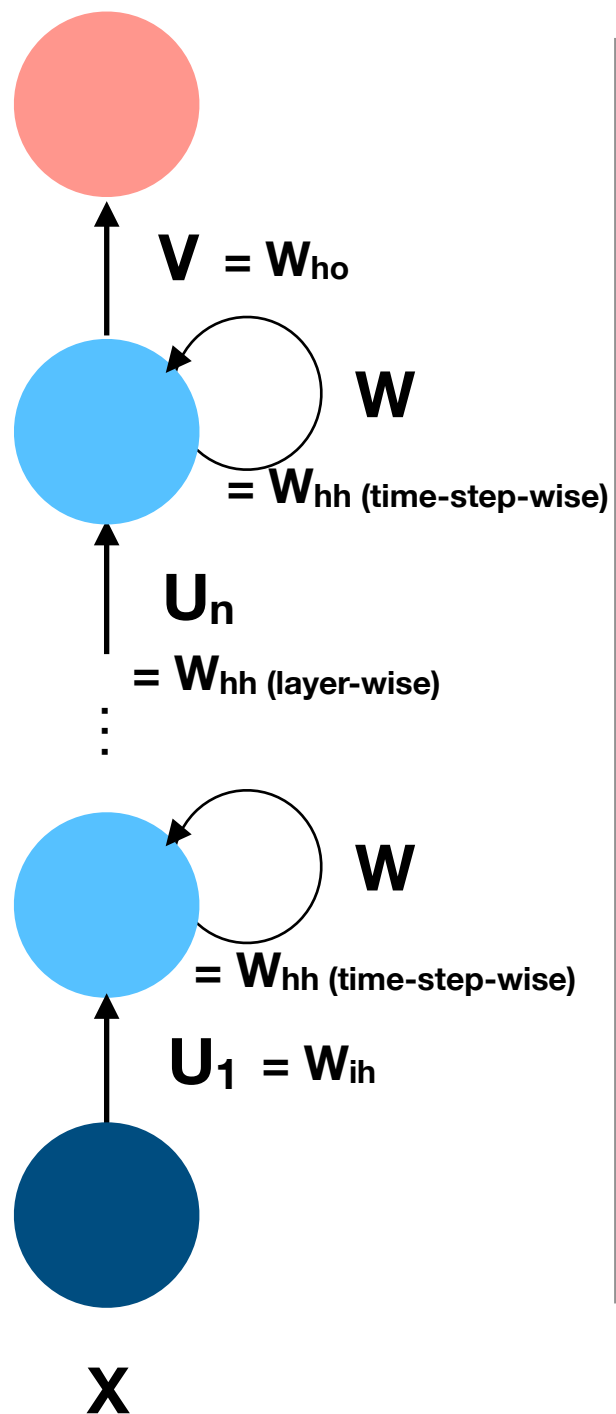 V = Who
W
= Whh (time-step-wise)
Un
= Whh (layer-wise)
⋮
W
= Whh (time-step-wise)
U1 = Wih
X